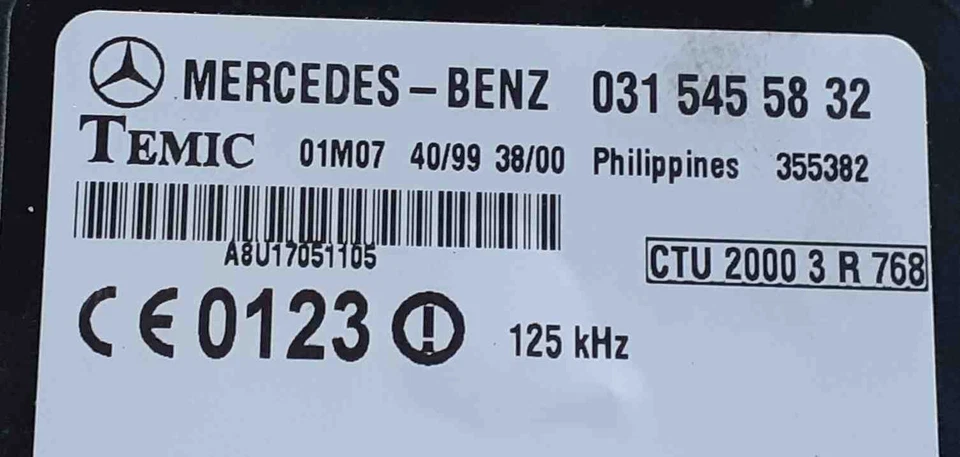 MERCEDES-BENZ 031 545 58 32
TEMIC 01M07 40/99 38/00 Philippines 355382
A8U17051105
CTU 2000 3 R 768
CE 0123 ! 125 kHz